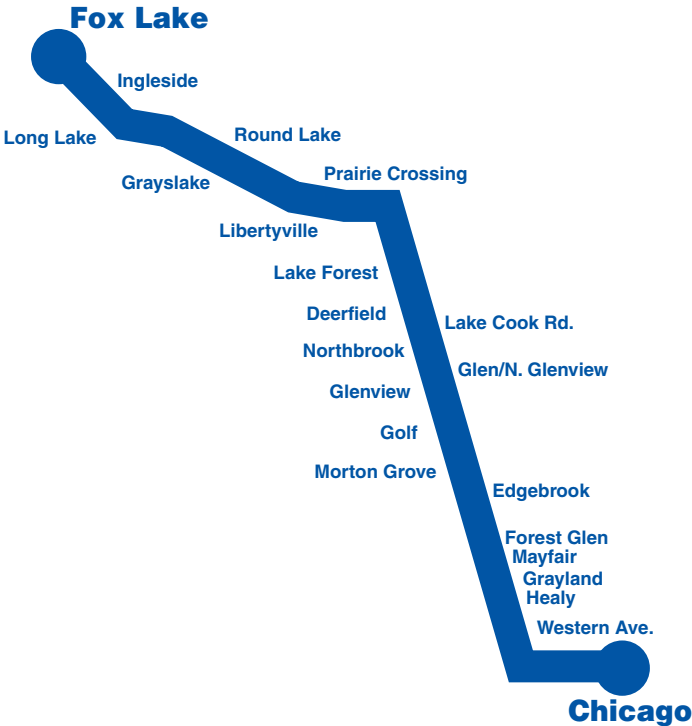 Fox Lake
Ingleside
Long Lake
Round Lake
Grayslake
Prairie Crossing
Libertyville
Lake Forest
Deerfield
Lake Cook Rd.
Northbrook
Glen/N. Glenview
Glenview
Golf
Morton Grove
Edgebrook
Forest Glen
Mayfair
Grayland
Healy
Western Ave.
Chicago